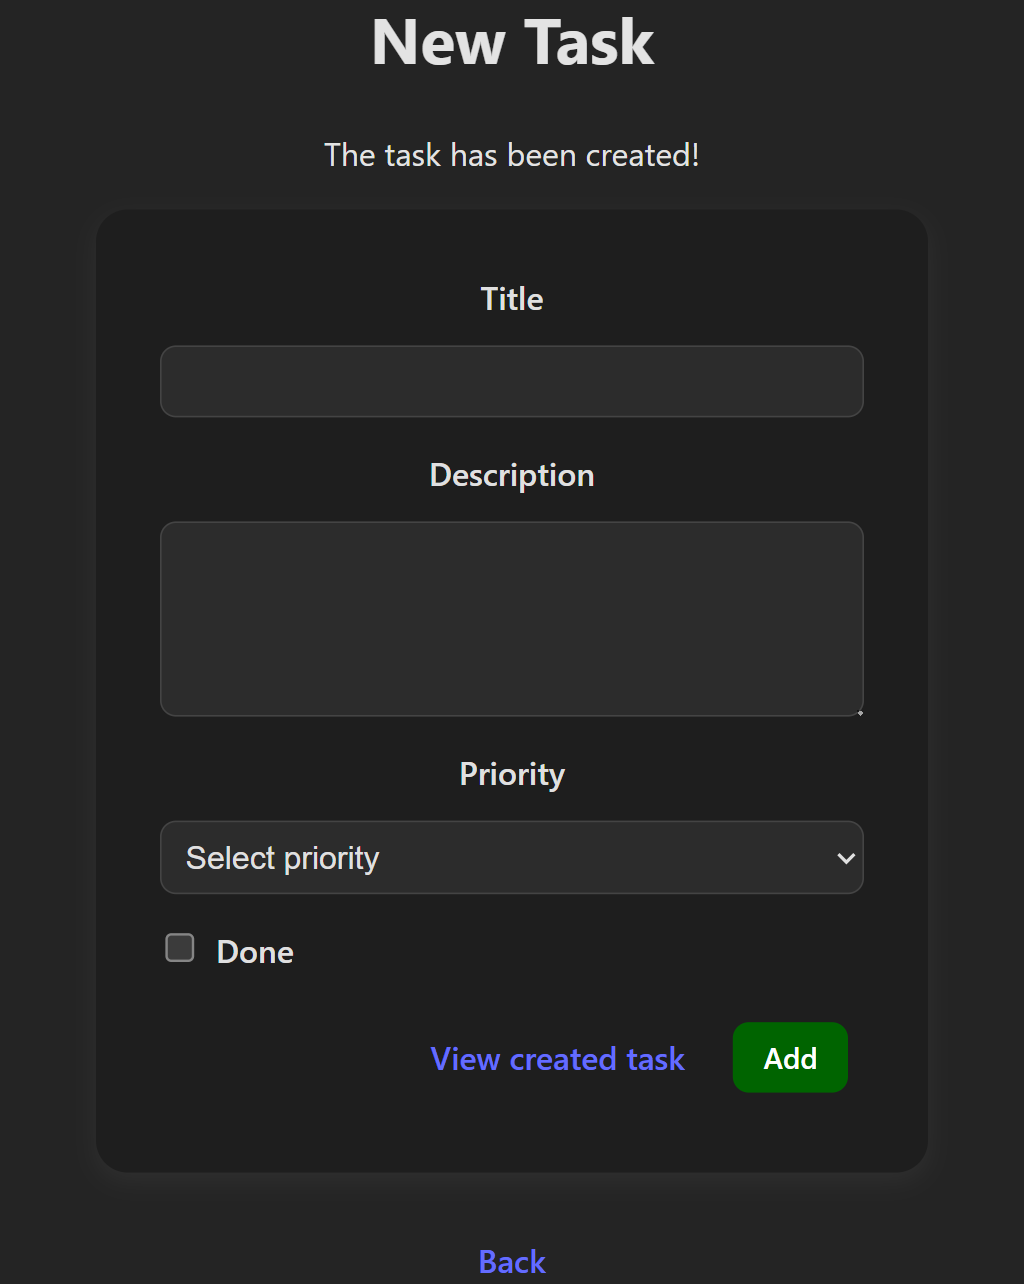 New Task
The task has been created!
Title
Description
Priority
Select priority
Done
View created task
Add
Back